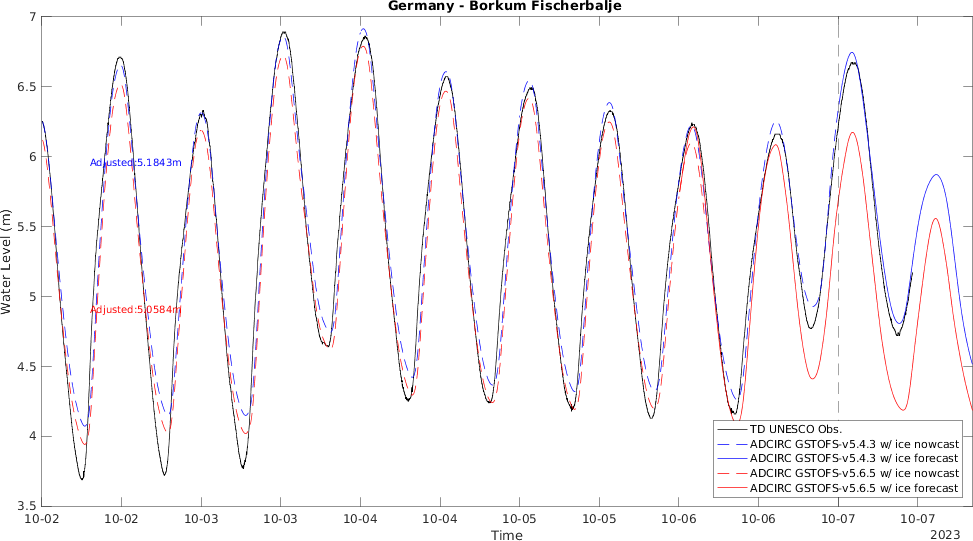 Germany - Borkum Fischerbalje
7
6.5
6
5.5
5
4.5
4
3.5
Water Level (m)
Adjusted:5.1843m
Adjusted:5.0584m
TD UNESCO Obs.
ADCIRC GSTOFS-v5.4.3 w/ ice nowcast
ADCIRC GSTOFS-v5.4.3 w/ ice forecast
ADCIRC GSTOFS-v5.6.5 w/ ice nowcast
ADCIRC GSTOFS-v5.6.5 w/ ice forecast
10-02 10-02 10-03 10-03 10-04 10-04 10-05 10-05 10-06 10-06 10-07 10-07
Time
2023